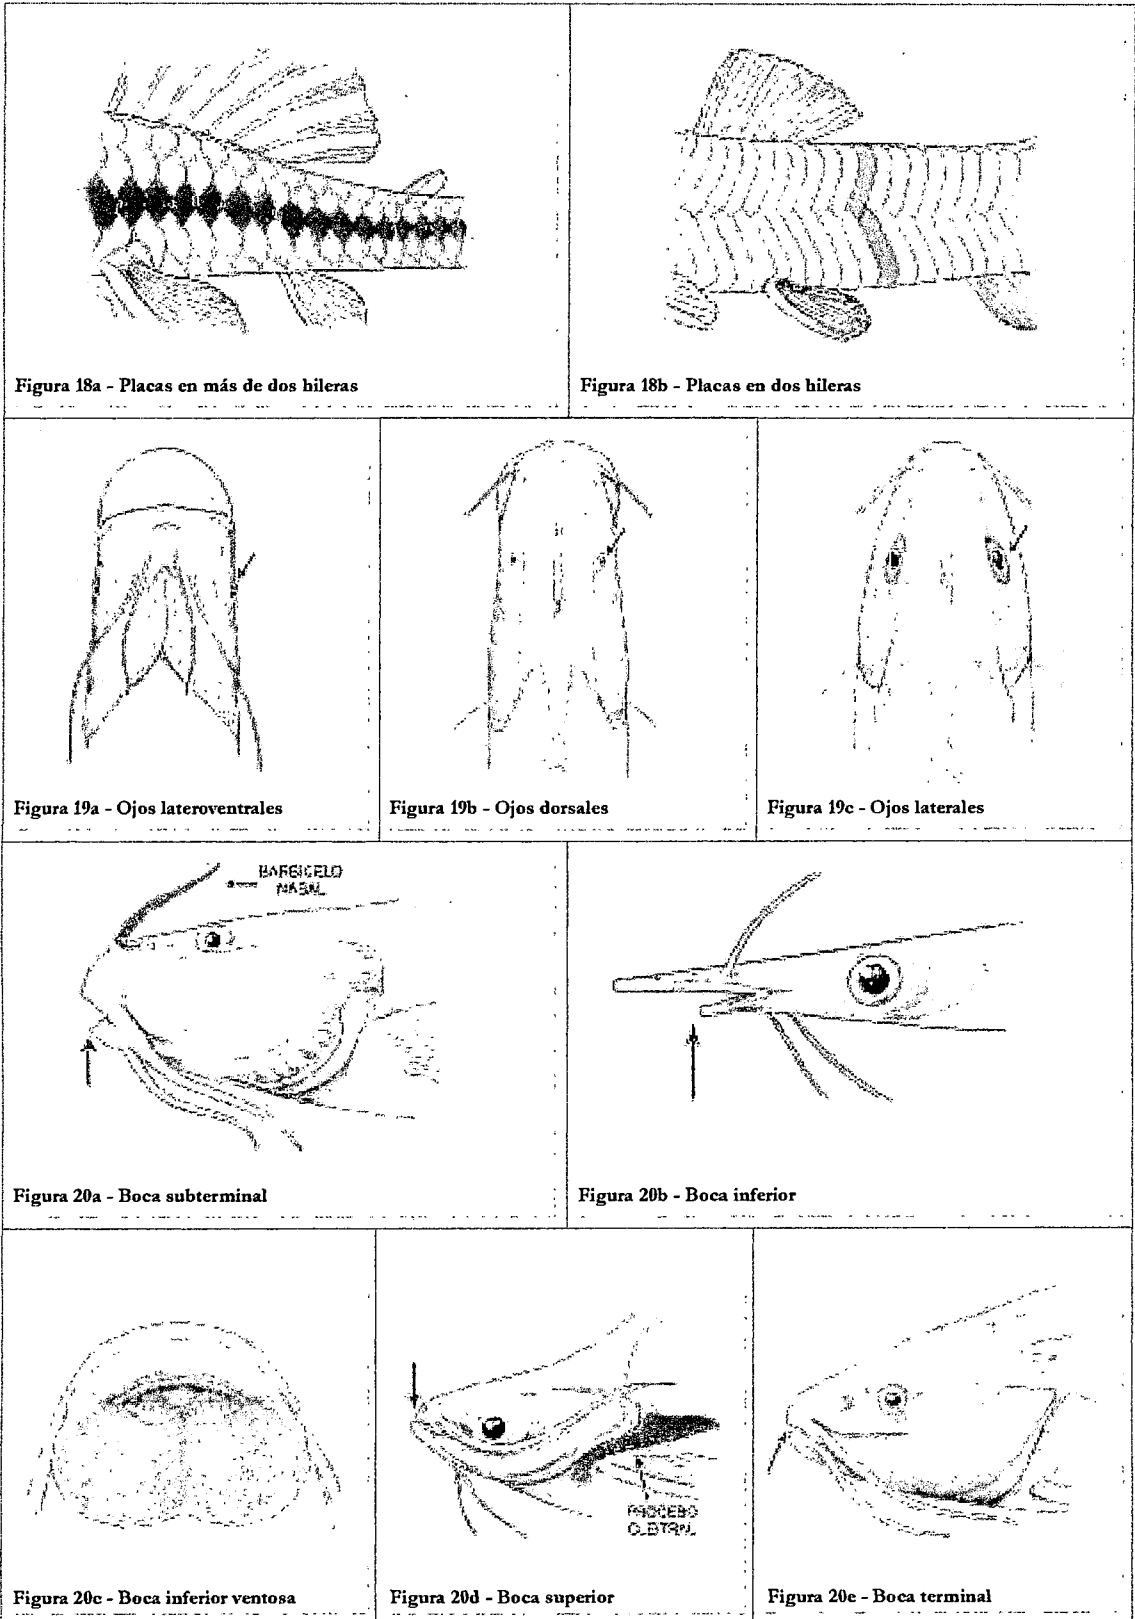 Figura 18a - Placas en más de dos hileras
Figura 18b - Placas en dos hileras
Figura 19a - Ojos lateroventrales
Figura 19b - Ojos dorsales
Figura 19c - Ojos laterales
BARBICELO
NASAL
Figura 20a - Boca subterminal
Figura 20b - Boca inferior
PROCESO
Figura 20c - Boca inferior ventosa
Figura 20d - Boca superior
Figura 20e - Boca terminal